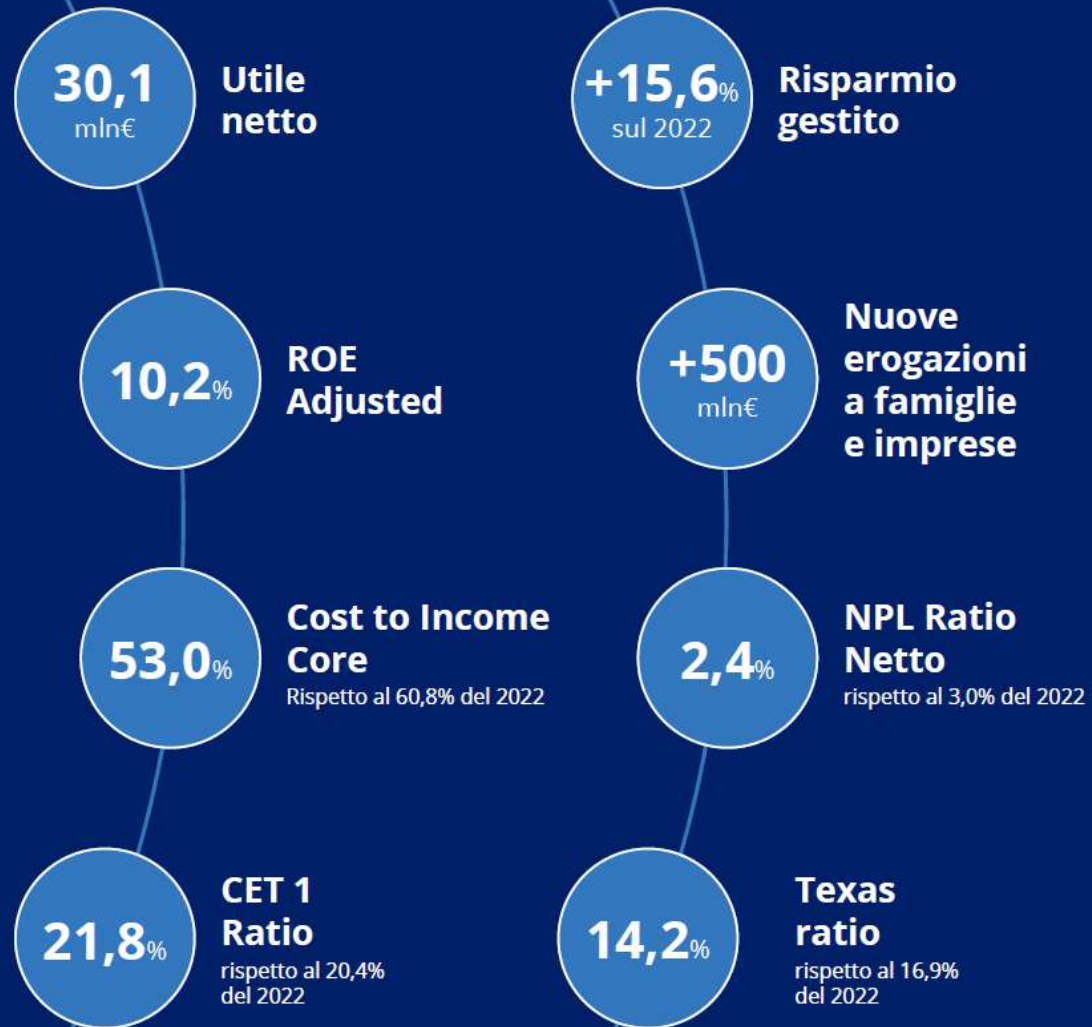 30,1
mln€
Utile
netto
+15,6%
sul 2022
Risparmio
gestito
10,2%
ROE
Adjusted
+500
mln€
Nuove
erogazioni
a famiglie
e imprese
53,0%
Cost to Income
Core
Rispetto al 60,8% del 2022
2,4%
NPL Ratio
Netto
rispetto al 3,0% del 2022
21,8%
CET 1
Ratio
rispetto al 20,4%
del 2022
14,2%
Texas
ratio
rispetto al 16,9%
del 2022